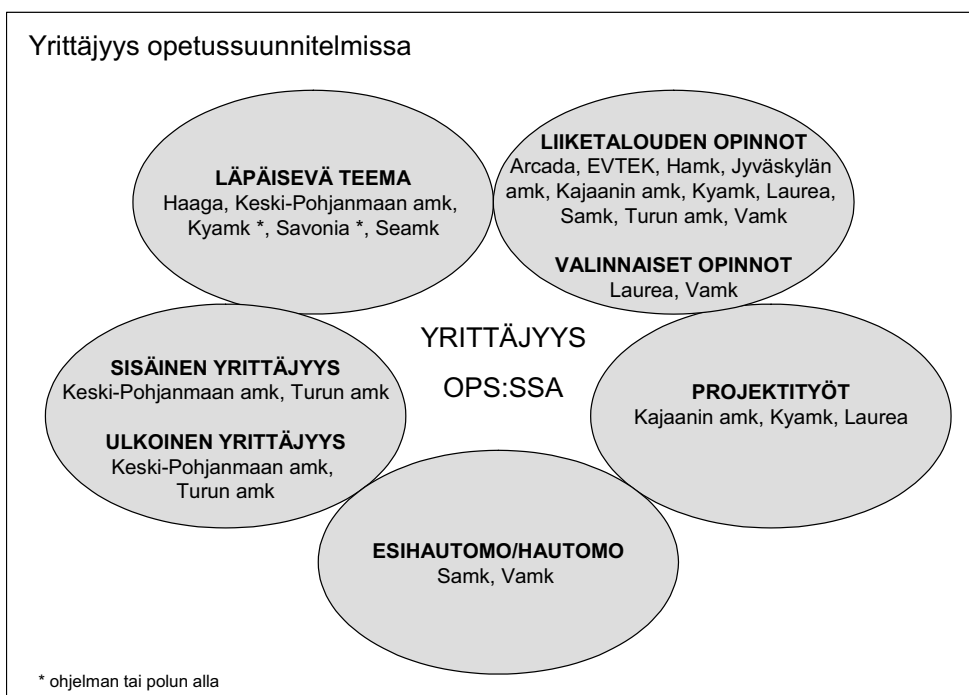 Yrittäjyys opetussuunnitelmissa
LÄPÄISEVÄ TEEMA
Haaga, Keski-Pohjanmaan amk,
Kyamk *, Savonia *, Seamk
LIIKETALOUDEN OPINNOT
Arcada, EVTEK, Hamk, Jyväskylän
amk, Kajaanin amk, Kyamk, Laurea,
Samk, Turun amk, Vamk
VALINNAISET OPINNOT
Laurea, Vamk
YRITTÄJYYS
OPS:SSA
SISÄINEN YRITTÄJYYS
Keski-Pohjanmaan amk, Turun amk
ULKOINEN YRITTÄJYYS
Keski-Pohjanmaan amk,
Turun amk
PROJEKTITYÖT
Kajaanin amk, Kyamk, Laurea
ESIHAUTOMO/HAUTOMO
Samk, Vamk
* ohjelman tai polun alla